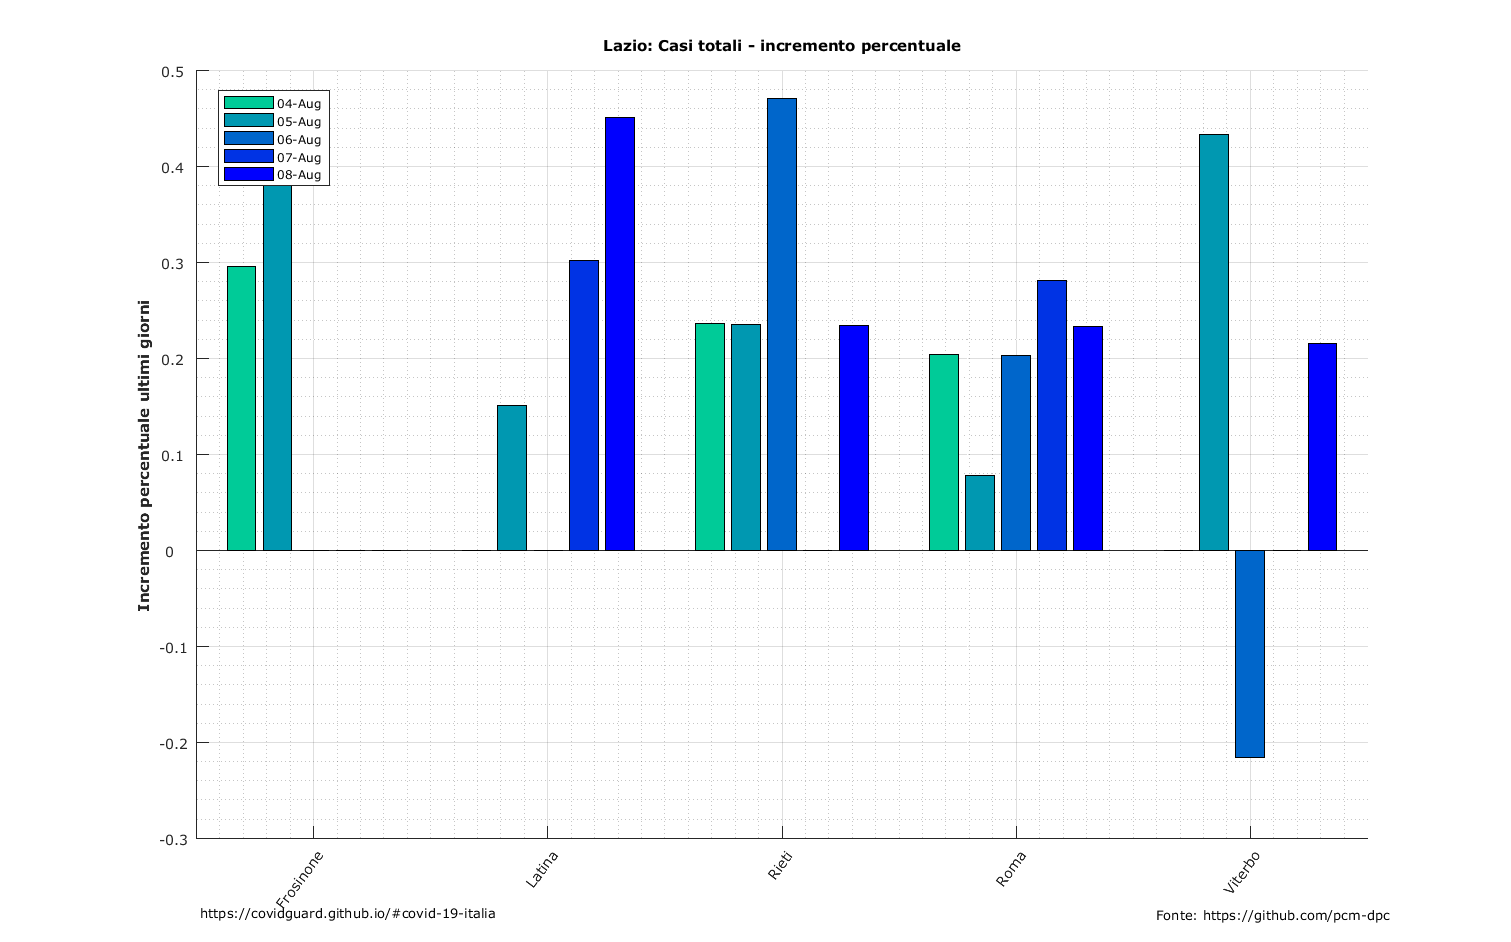 Lazio: Casi totali - incremento percentuale
Incremento percentuale ultimi giorni
0.5
0.4
0.3
0.2
0.1
0
-0.1
-0.2
-0.3
04-Aug
05-Aug
06-Aug
07-Aug
08-Aug
Frosinone
Latina
Rieti
Roma
Viterbo
https://covidguard.github.io/#covid-19-italia
Fonte: https://github.com/pcm-dpc